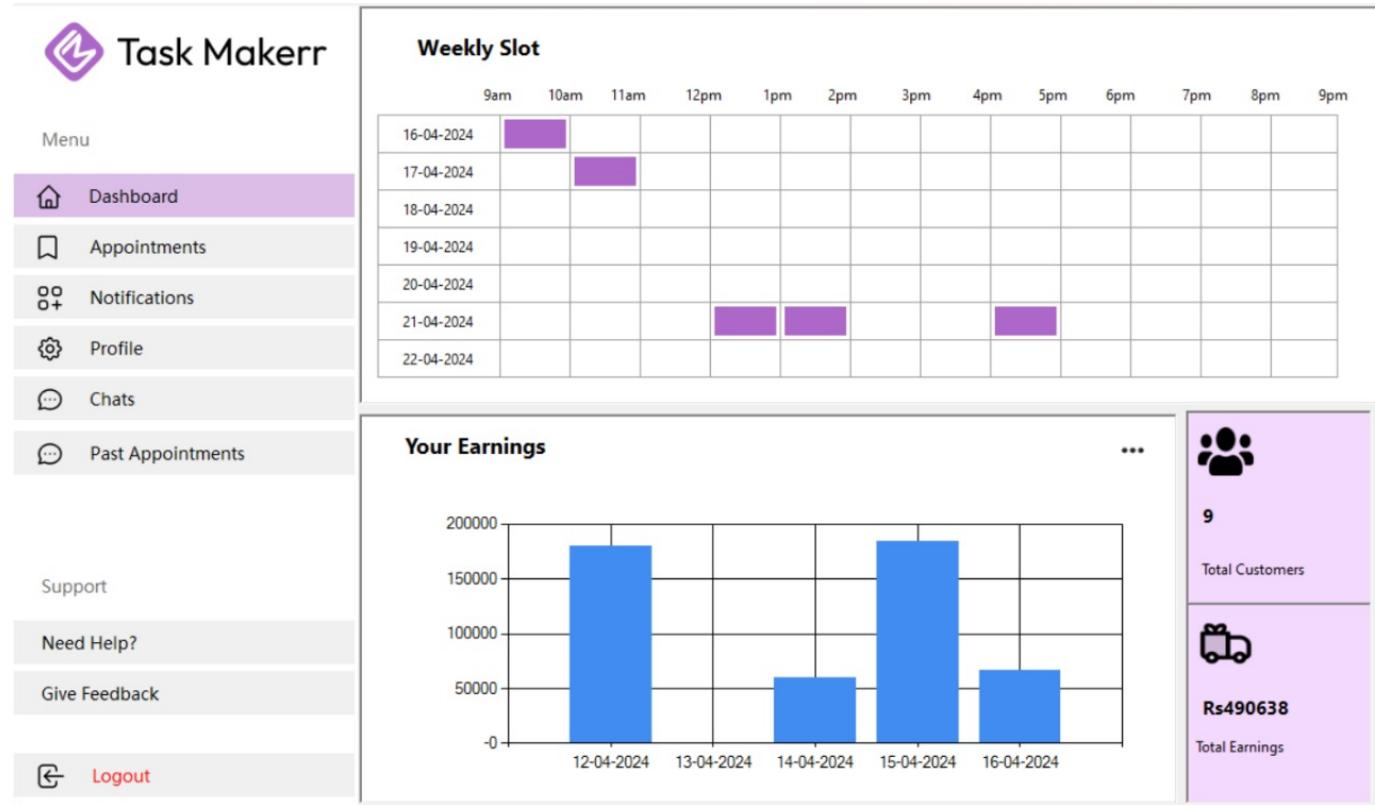 Task Makerr
Menu
Dashboard
Appointments
Notifications
Profile
Chats
Past Appointments
Support
Need Help?
Give Feedback
Logout
Weekly Slot
9am 10am 11am 12pm 1pm 2pm 3pm 4pm 5pm 6pm 7pm 8pm 9pm
16-04-2024
17-04-2024
18-04-2024
19-04-2024
20-04-2024
21-04-2024
22-04-2024
Your Earnings
200000
150000
100000
50000
-0
12-04-2024 13-04-2024 14-04-2024 15-04-2024 16-04-2024
9
Total Customers
Rs490638
Total Earnings